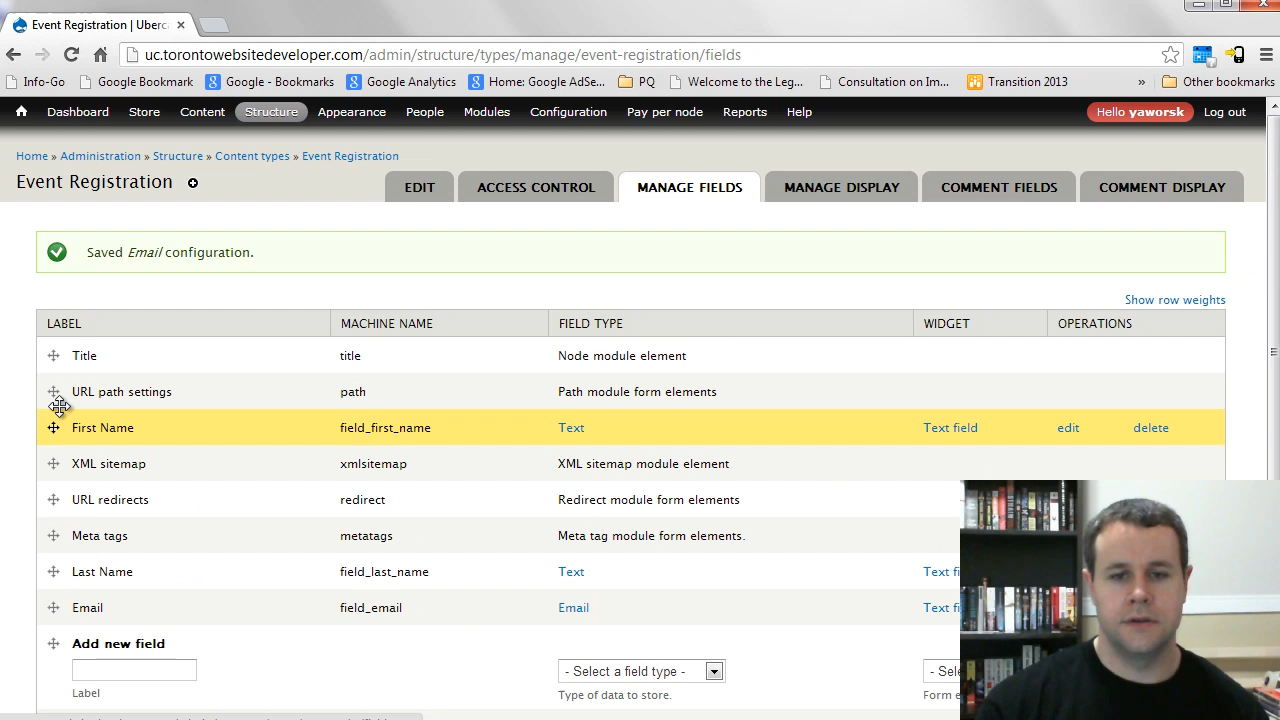 Event Registration | Uberc
uc.torontowebsitedeveloper.com/admin/structure/types/manage/event-registration/fields
Info-Go Google Bookmark Google - Bookmarks Google Analytics Home: Google AdSe... PQ Welcome to the Leg... Consultation on Im... Transition 2013 » Other bookmarks
Dashboard Store Content Structure Appearance People Modules Configuration Pay per node Reports Help Hello yaworsk Log out
Home » Administration » Structure » Content types » Event Registration
Event Registration
EDIT ACCESS CONTROL MANAGE FIELDS MANAGE DISPLAY COMMENT FIELDS COMMENT DISPLAY
Saved Email configuration.
Show row weights
LABEL MACHINE NAME FIELD TYPE WIDGET OPERATIONS
Title title Node module element
URL path settings path Path module form elements
First Name field_first_name Text Text field edit delete
XML sitemap xmlsitemap XML sitemap module element
URL redirects redirect Redirect module form elements
Meta tags metatags Meta tag module form elements.
Last Name field_last_name Text Text fi
Email field_email Email Text fi
Add new field
- Select a field type - - Sele
Label Type of data to store. Form e